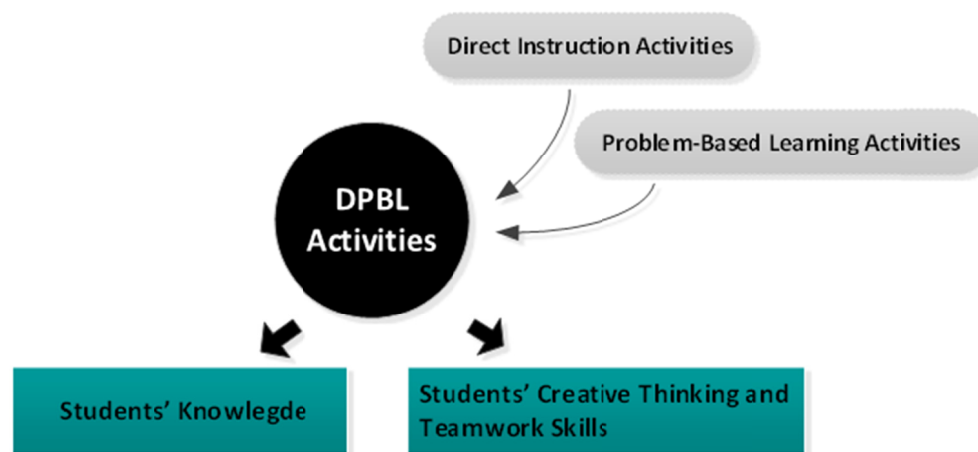 Direct Instruction Activities
Problem-Based Learning Activities
DPBL
Activities
Students’ Knowlegde
Students’ Creative Thinking and
Teamwork Skills